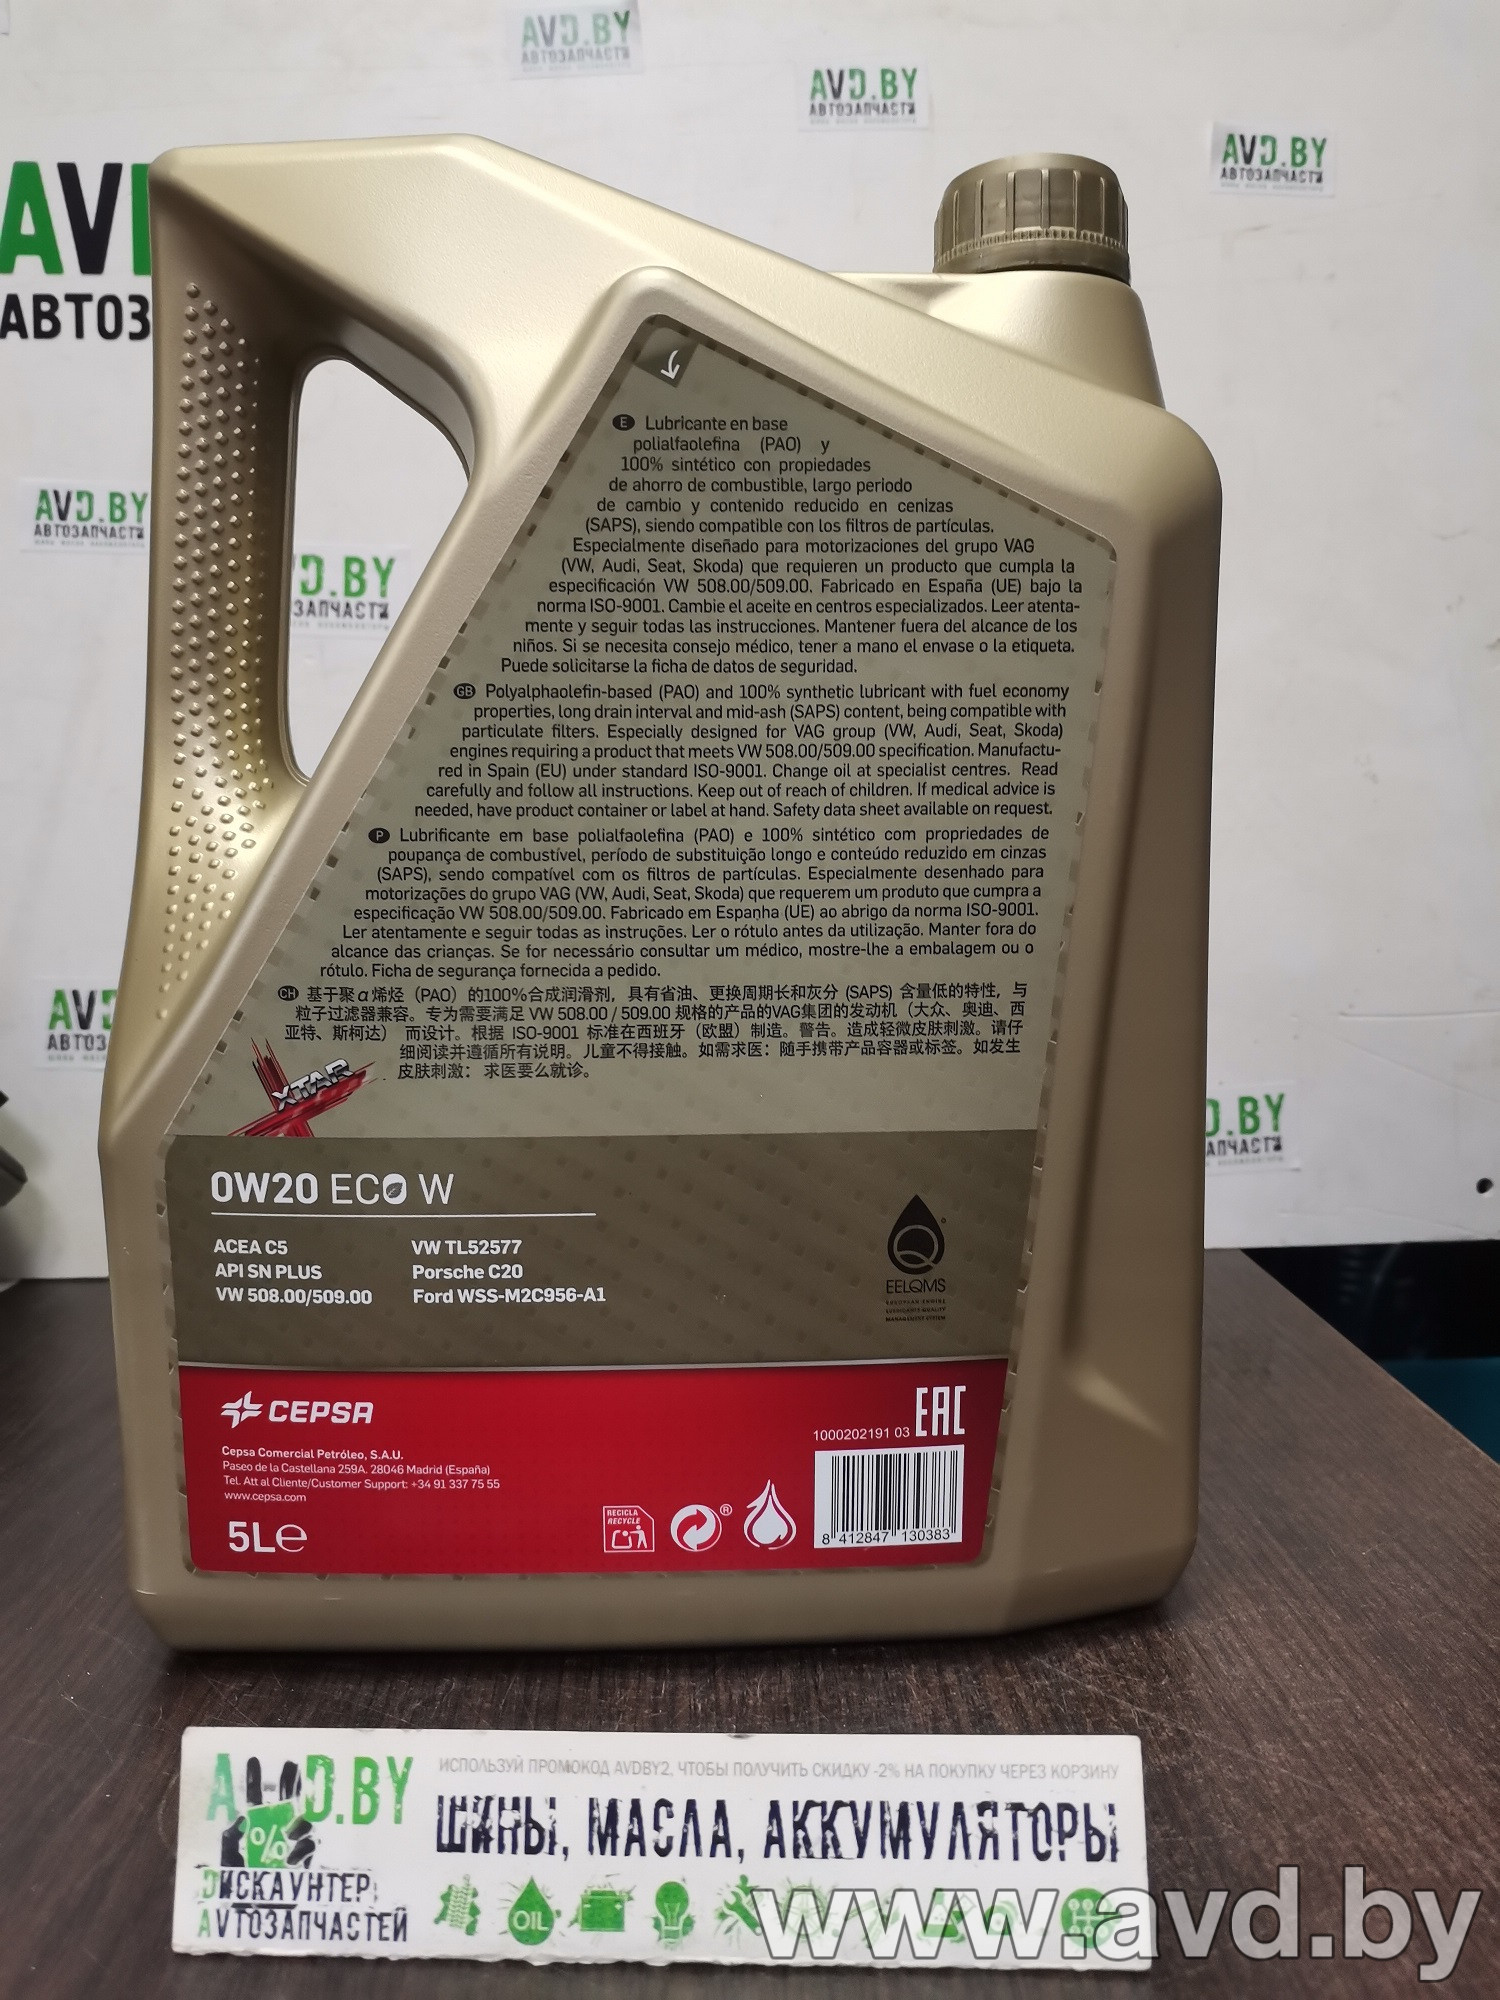 AVD.BY
АВТОЗАПЧАСТИ
AVD.BY
АВТОЗАПЧАСТИ
AVD.BY
АВТОЗАПЧАСТИ
AVD
АВТОЗ
AVD.BY
АВТОЗАПЧАСТИ
D.BY
ЗАПЧАСТИ
E Lubricante en base
polialfaolefina (PAO) y
100% sintético con propiedades
de ahorro de combustible, largo periodo
de cambio y contenido reducido en cenizas
(SAPS), siendo compatible con los filtros de partículas.
Especialmente diseñado para motorizaciones del grupo VAG
(VW, Audi, Seat, Skoda) que requieren un producto que cumpla la
especificación VW 508.00/509.00. Fabricado en España (UE) bajo la
norma ISO-9001. Cambie el aceite en centros especializados. Leer atenta-
mente y seguir todas las instrucciones. Mantener fuera del alcance de los
niños. Si se necesita consejo médico, tener a mano el envase o la etiqueta.
Puede solicitarse la ficha de datos de seguridad.
GB Polyalphaolefin-based (PAO) and 100% synthetic lubricant with fuel economy
properties, long drain interval and mid-ash (SAPS) content, being compatible with
particulate filters. Especially designed for VAG group (VW, Audi, Seat, Skoda)
engines requiring a product that meets VW 508.00/509.00 specification. Manufactu-
red in Spain (EU) under standard ISO-9001. Change oil at specialist centres. Read
carefully and follow all instructions. Keep out of reach of children. If medical advice is
needed, have product container or label at hand. Safety data sheet available on request.
P Lubrificante em base polialfaolefina (PAO) e 100% sintético com propriedades de
poupança de combustível, período de substituição longo e conteúdo reduzido em cinzas
(SAPS), sendo compatível com os filtros de partículas. Especialmente desenhado para
motorizações do grupo VAG (VW, Audi, Seat, Skoda) que requerem um produto que cumpra a
especificação VW 508.00/509.00. Fabricado em Espanha (UE) ao abrigo da norma ISO-9001.
Ler atentamente e seguir todas as instruções. Ler o rótulo antes da utilização. Manter fora do
alcance das crianças. Se for necessário consultar um médico, mostre-lhe a embalagem ou o
rótulo. Ficha de segurança fornecida a pedido.
CH 基于聚α烯烃（PAO）的100%合成润滑剂，具有省油、更换周期长和灰分 (SAPS) 含量低的特性，与
粒子过滤器兼容。专为需要满足 VW 508.00 / 509.00 规格的产品的VAG集团的发动机（大众、奥迪、西
亚特、斯柯达） 而设计。根据 ISO-9001 标准在西班牙（欧盟）制造。警告。造成轻微皮肤刺激。请仔
细阅读并遵循所有说明。儿童不得接触。如需求医：随手携带产品容器或标签。如发生
皮肤刺激： 求医要么就诊。
XTAR
0W20 ECO W
ACEA C5
API SN PLUS
VW 508.00/509.00
VW TL52577
Porsche C20
Ford WSS-M2C956-A1
EELQMS
EUROPEAN ENGINE
LUBRICANTS QUALITY
MANAGEMENT SYSTEM
CEPSA
Cepsa Comercial Petróleo, S.A.U.
Paseo de la Castellana 259A. 28046 Madrid (España)
Tel. Att al Cliente/Customer Support: +34 91 337 75 55
www.cepsa.com
5L℮
RECICLA
RECYCLE
®
1000202191 03
EAC
8 412847 130383
AVD.BY
ДИСКАУНТЕР
АVТОЗАПЧАСТЕЙ
ИСПОЛЬЗУЙ ПРОМОКОД AVDBY2, ЧТОБЫ ПОЛУЧИТЬ СКИДКУ -2% НА ПОКУПКУ ЧЕРЕЗ КОРЗИНУ
ШИНЫ, МАСЛА, АККУМУЛЯТОРЫ
OIL
www.avd.by